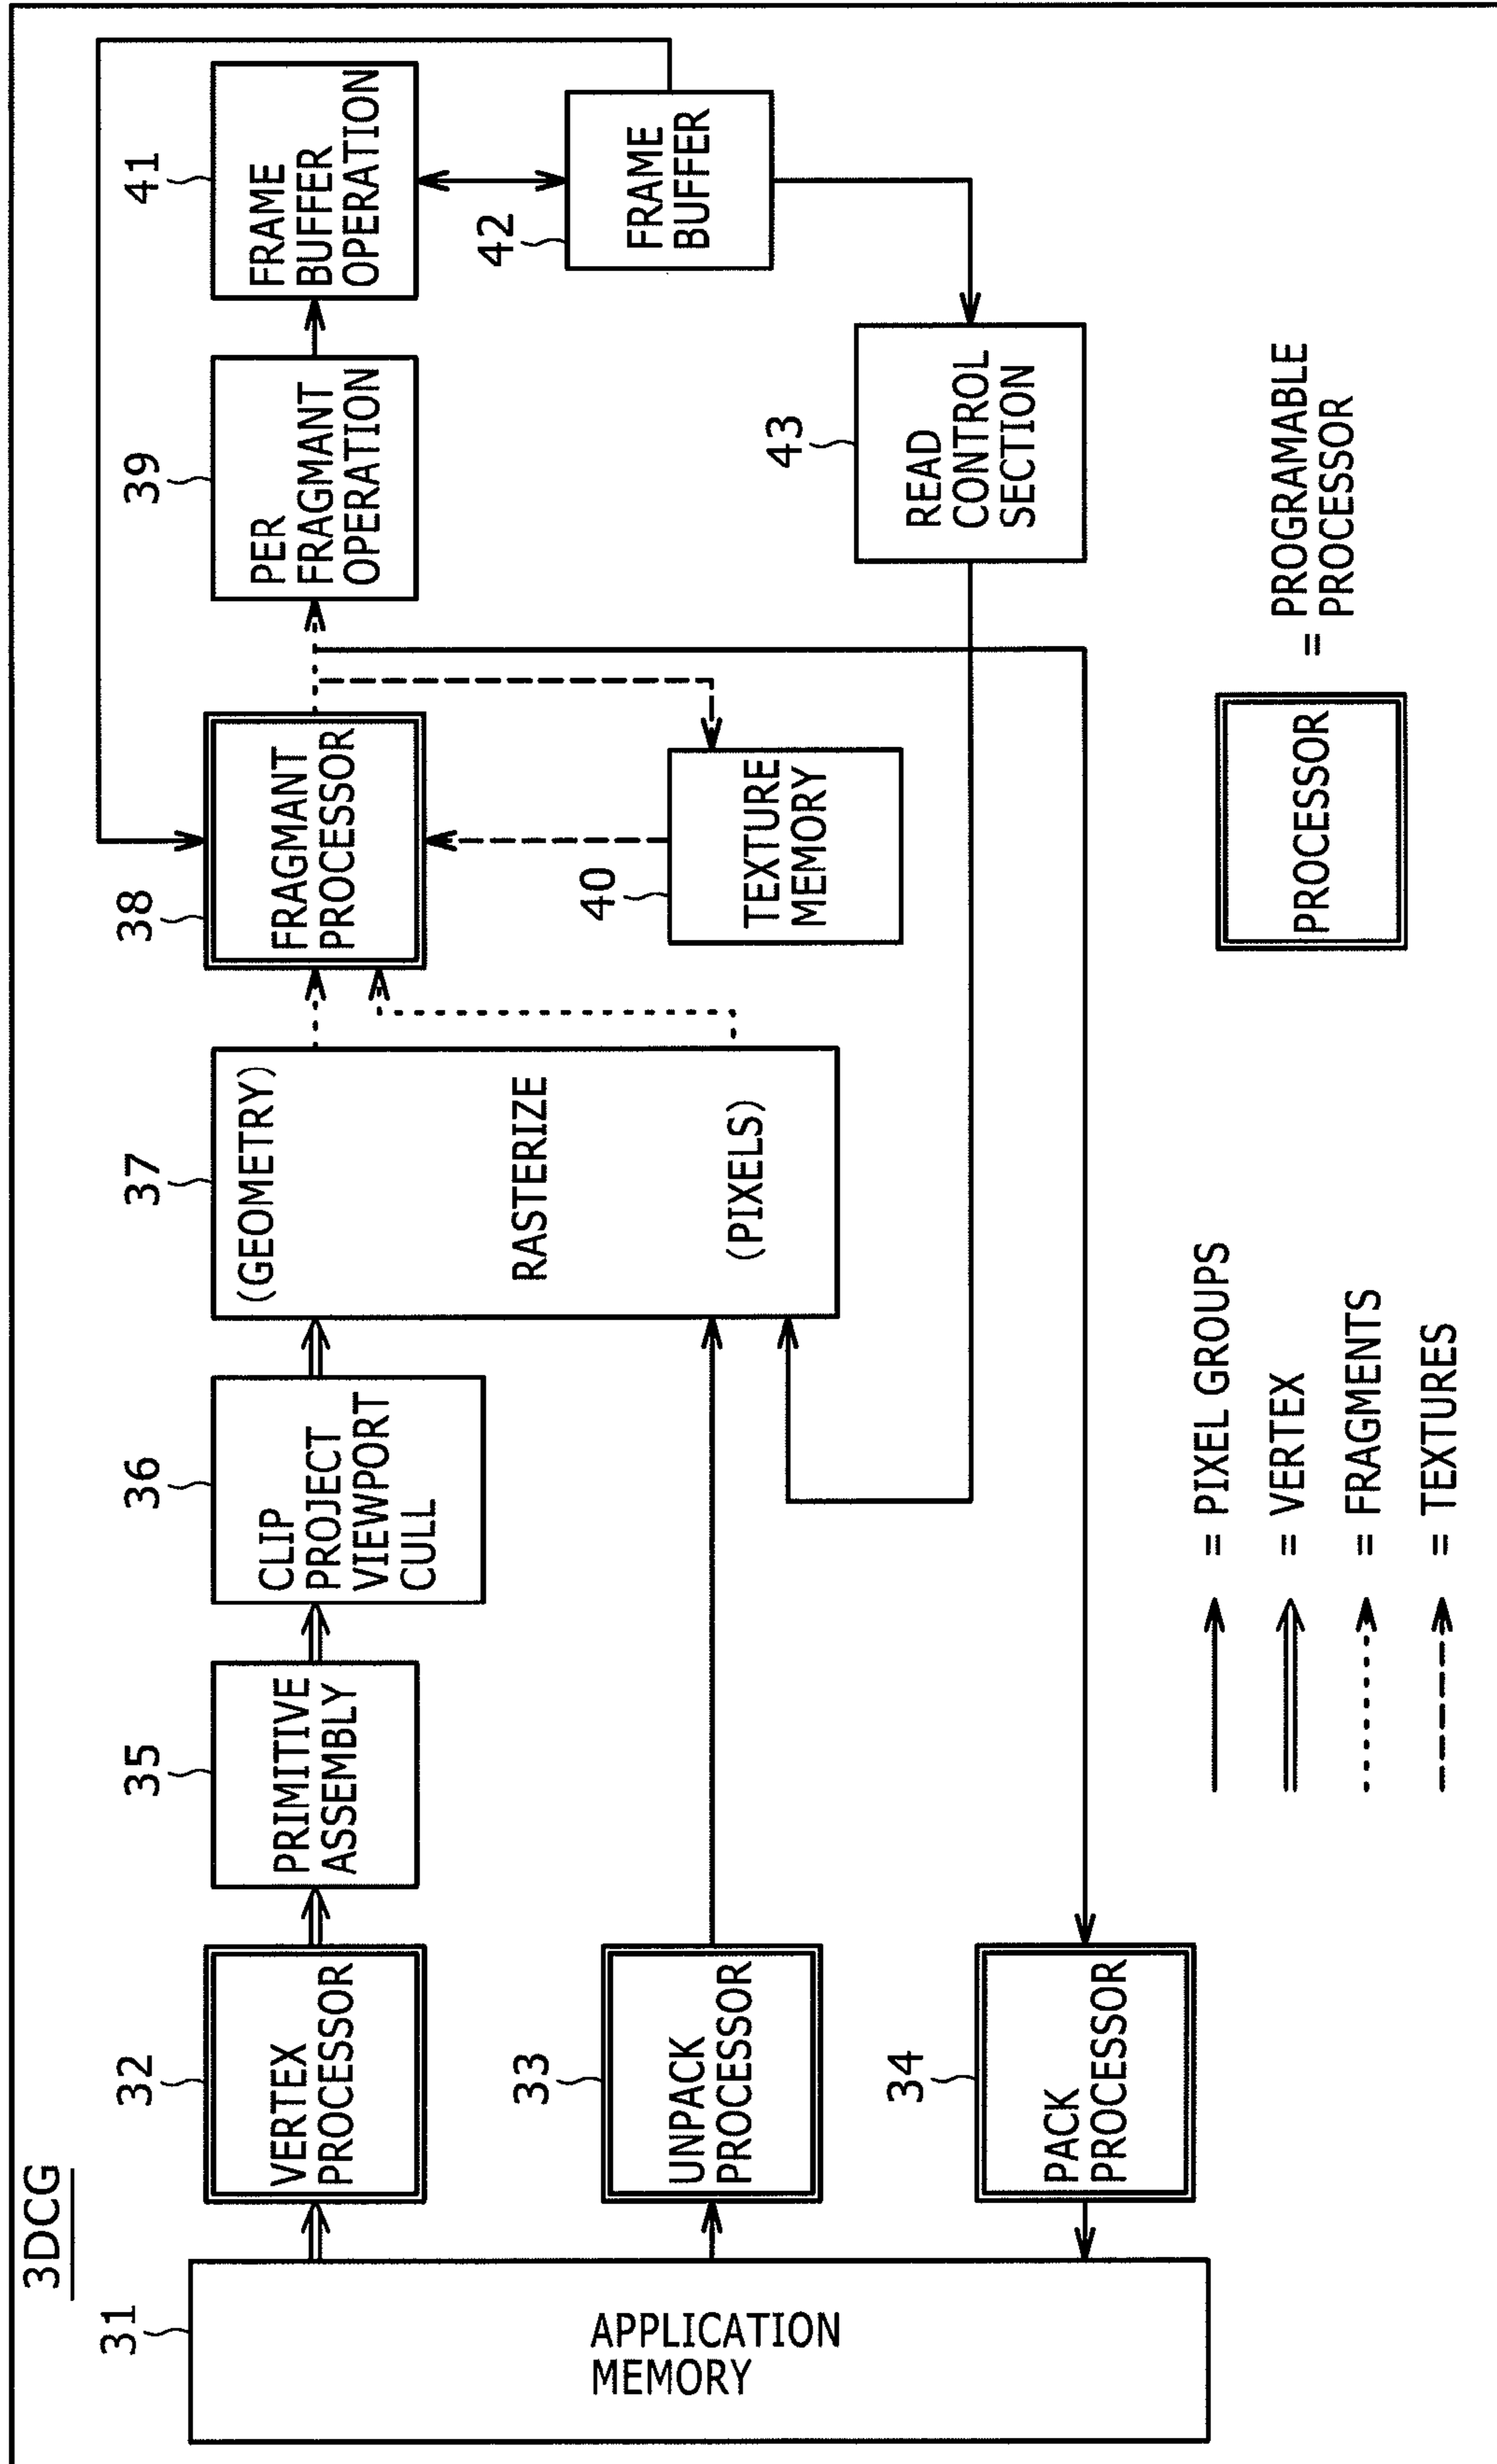 3DCG
31
APPLICATION
MEMORY
32
VERTEX
PROCESSOR
33
UNPACK
PROCESSOR
34
PACK
PROCESSOR
35
PRIMITIVE
ASSEMBLY
36
CLIP
PROJECT
VIEWPORT
CULL
37
(GEOMETRY)
RASTERIZE
(PIXELS)
38
FRAGMANT
PROCESSOR
40
TEXTURE
MEMORY
39
PER
FRAGMANT
OPERATION
41
FRAME
BUFFER
OPERATION
42
FRAME
BUFFER
43
READ
CONTROL
SECTION
= PIXEL GROUPS
= VERTEX
= FRAGMENTS
= TEXTURES
PROCESSOR
= PROGRAMABLE
PROCESSOR